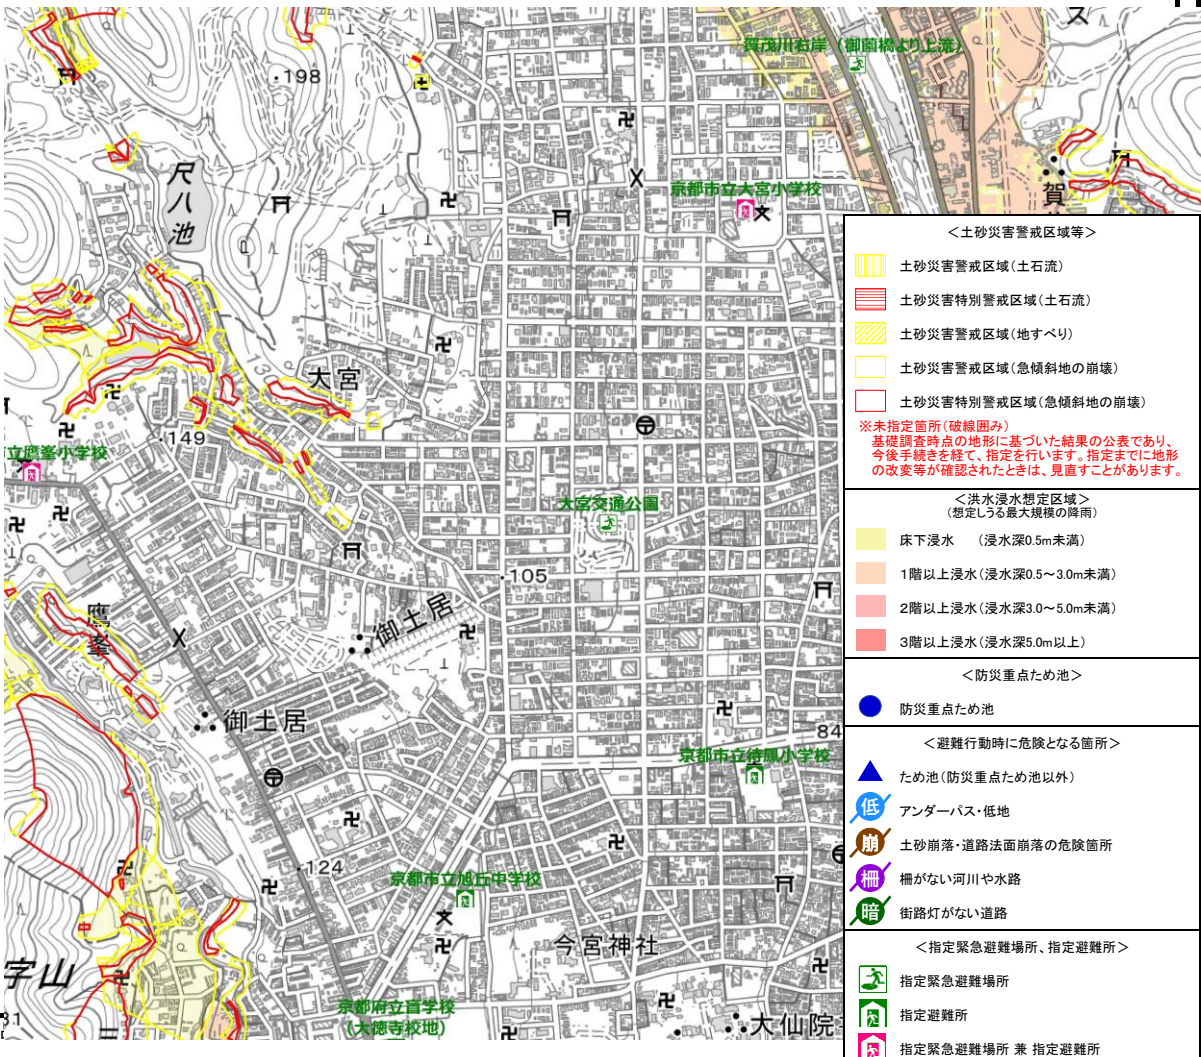 ス
賀茂川右岸（御薗橋より上流）
・198
尺八池
京都市立大宮小学校
文
賀
大宮
・149
市立鷹峯小学校
大宮交通公園
・105
鷹峯
御土居
御土居
84
京都市立待鳳小学校
・124
京都市立旭丘中学校
文
今宮神社
字山
31
京都府立盲学校
（大徳寺校地）
大仙院
＜土砂災害警戒区域等＞
土砂災害警戒区域（土石流）
土砂災害特別警戒区域（土石流）
土砂災害警戒区域（地すべり）
土砂災害警戒区域（急傾斜地の崩壊）
土砂災害特別警戒区域（急傾斜地の崩壊）
※未指定箇所（破線囲み）
基礎調査時点の地形に基づいた結果の公表であり、
今後手続きを経て、指定を行います。指定までに地形
の改変等が確認されたときは、見直すことがあります。
＜洪水浸水想定区域＞
（想定しうる最大規模の降雨）
床下浸水　（浸水深0.5m未満）
1階以上浸水（浸水深0.5～3.0m未満）
2階以上浸水（浸水深3.0～5.0m未満）
3階以上浸水（浸水深5.0m以上）
＜防災重点ため池＞
防災重点ため池
＜避難行動時に危険となる箇所＞
ため池（防災重点ため池以外）
低 アンダーパス・低地
崩 土砂崩落・道路法面崩落の危険箇所
柵 柵がない河川や水路
暗 街路灯がない道路
＜指定緊急避難場所、指定避難所＞
指定緊急避難場所
指定避難所
指定緊急避難場所 兼 指定避難所